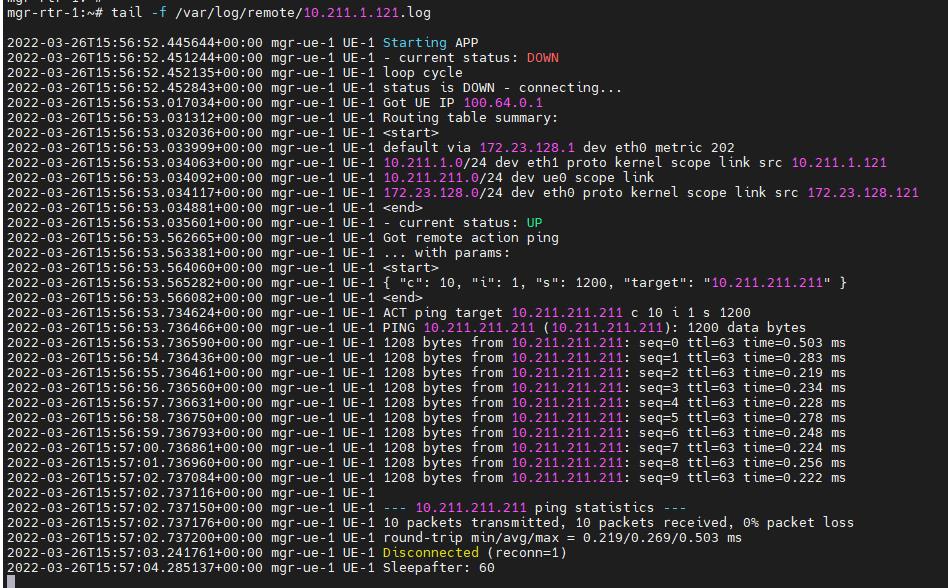 mgr-rtr-1:~# tail -f /var/log/remote/10.211.1.121.log
2022-03-26T15:56:52.445644+00:00 mgr-ue-1 UE-1 Starting APP
2022-03-26T15:56:52.451244+00:00 mgr-ue-1 UE-1 - current status: DOWN
2022-03-26T15:56:52.452135+00:00 mgr-ue-1 UE-1 loop cycle
2022-03-26T15:56:52.452843+00:00 mgr-ue-1 UE-1 status is DOWN - connecting...
2022-03-26T15:56:53.017034+00:00 mgr-ue-1 UE-1 Got UE IP 100.64.0.1
2022-03-26T15:56:53.031312+00:00 mgr-ue-1 UE-1 Routing table summary:
2022-03-26T15:56:53.032036+00:00 mgr-ue-1 UE-1 <start>
2022-03-26T15:56:53.033999+00:00 mgr-ue-1 UE-1 default via 172.23.128.1 dev eth0 metric 202
2022-03-26T15:56:53.034063+00:00 mgr-ue-1 UE-1 10.211.1.0/24 dev eth1 proto kernel scope link src 10.211.1.121
2022-03-26T15:56:53.034092+00:00 mgr-ue-1 UE-1 10.211.211.0/24 dev ue0 scope link
2022-03-26T15:56:53.034117+00:00 mgr-ue-1 UE-1 172.23.128.0/24 dev eth0 proto kernel scope link src 172.23.128.121
2022-03-26T15:56:53.034881+00:00 mgr-ue-1 UE-1 <end>
2022-03-26T15:56:53.035601+00:00 mgr-ue-1 UE-1 - current status: UP
2022-03-26T15:56:53.562665+00:00 mgr-ue-1 UE-1 Got remote action ping
2022-03-26T15:56:53.563381+00:00 mgr-ue-1 UE-1 ... with params:
2022-03-26T15:56:53.564060+00:00 mgr-ue-1 UE-1 <start>
2022-03-26T15:56:53.565282+00:00 mgr-ue-1 UE-1 { "c": 10, "i": 1, "s": 1200, "target": "10.211.211.211" }
2022-03-26T15:56:53.566082+00:00 mgr-ue-1 UE-1 <end>
2022-03-26T15:56:53.734624+00:00 mgr-ue-1 UE-1 ACT ping target 10.211.211.211 c 10 i 1 s 1200
2022-03-26T15:56:53.736466+00:00 mgr-ue-1 UE-1 PING 10.211.211.211 (10.211.211.211): 1200 data bytes
2022-03-26T15:56:53.736590+00:00 mgr-ue-1 UE-1 1208 bytes from 10.211.211.211: seq=0 ttl=63 time=0.503 ms
2022-03-26T15:56:54.736436+00:00 mgr-ue-1 UE-1 1208 bytes from 10.211.211.211: seq=1 ttl=63 time=0.283 ms
2022-03-26T15:56:55.736461+00:00 mgr-ue-1 UE-1 1208 bytes from 10.211.211.211: seq=2 ttl=63 time=0.219 ms
2022-03-26T15:56:56.736560+00:00 mgr-ue-1 UE-1 1208 bytes from 10.211.211.211: seq=3 ttl=63 time=0.234 ms
2022-03-26T15:56:57.736631+00:00 mgr-ue-1 UE-1 1208 bytes from 10.211.211.211: seq=4 ttl=63 time=0.228 ms
2022-03-26T15:56:58.736750+00:00 mgr-ue-1 UE-1 1208 bytes from 10.211.211.211: seq=5 ttl=63 time=0.278 ms
2022-03-26T15:56:59.736793+00:00 mgr-ue-1 UE-1 1208 bytes from 10.211.211.211: seq=6 ttl=63 time=0.248 ms
2022-03-26T15:57:00.736861+00:00 mgr-ue-1 UE-1 1208 bytes from 10.211.211.211: seq=7 ttl=63 time=0.224 ms
2022-03-26T15:57:01.736960+00:00 mgr-ue-1 UE-1 1208 bytes from 10.211.211.211: seq=8 ttl=63 time=0.256 ms
2022-03-26T15:57:02.737084+00:00 mgr-ue-1 UE-1 1208 bytes from 10.211.211.211: seq=9 ttl=63 time=0.222 ms
2022-03-26T15:57:02.737116+00:00 mgr-ue-1 UE-1
2022-03-26T15:57:02.737150+00:00 mgr-ue-1 UE-1 --- 10.211.211.211 ping statistics ---
2022-03-26T15:57:02.737176+00:00 mgr-ue-1 UE-1 10 packets transmitted, 10 packets received, 0% packet loss
2022-03-26T15:57:02.737200+00:00 mgr-ue-1 UE-1 round-trip min/avg/max = 0.219/0.269/0.503 ms
2022-03-26T15:57:03.241761+00:00 mgr-ue-1 UE-1 Disconnected (reconn=1)
2022-03-26T15:57:04.285137+00:00 mgr-ue-1 UE-1 Sleepafter: 60